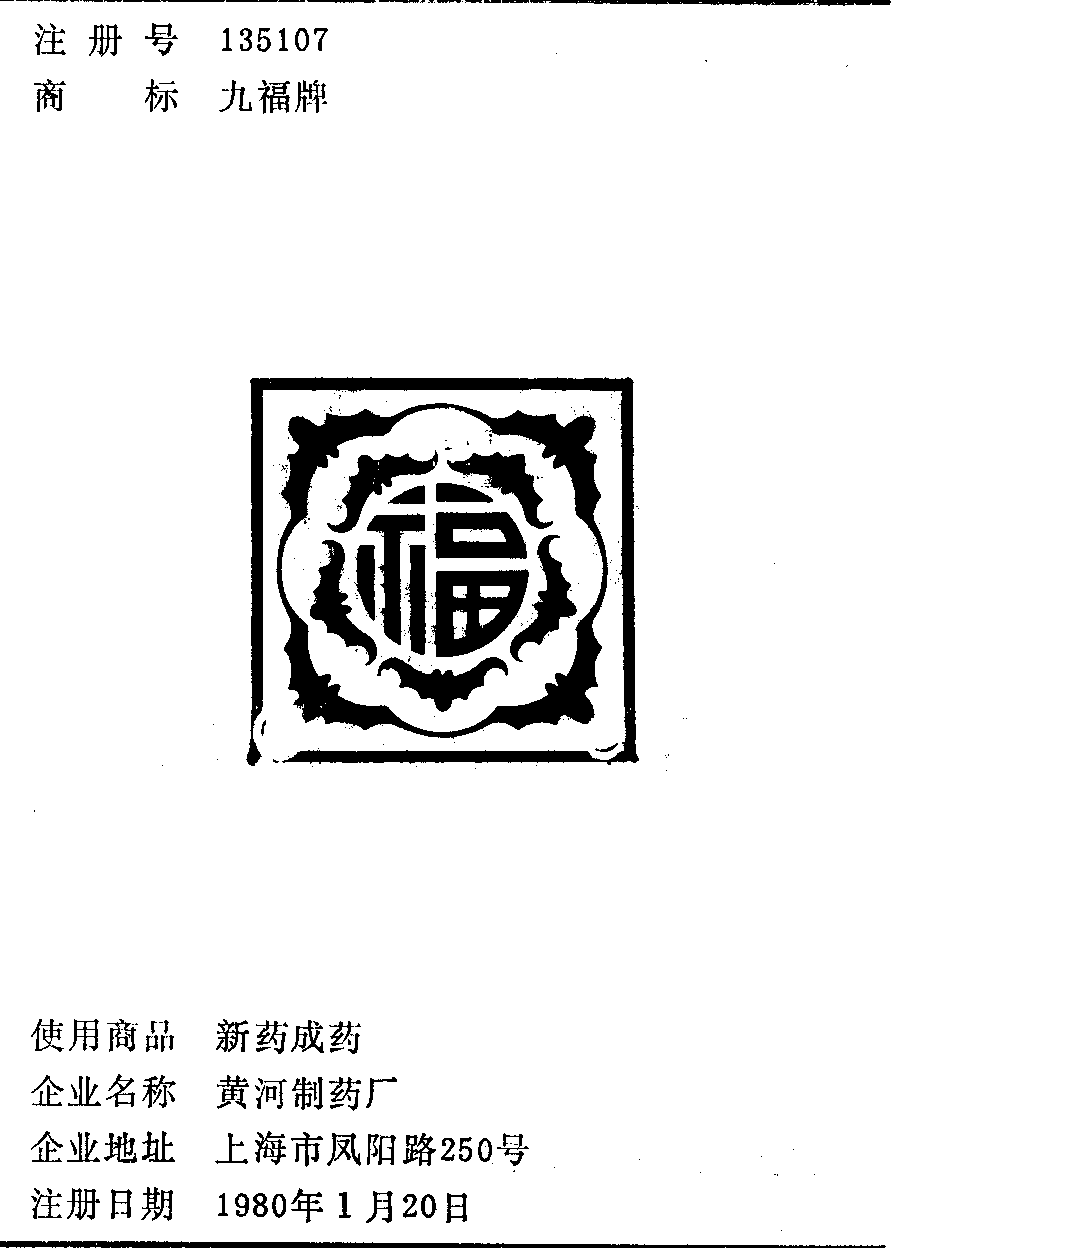 注册号 135107
商标 九福牌
福
使用商品 新药成药
企业名称 黄河制药厂
企业地址 上海市凤阳路250号
注册日期 1980年1月20日